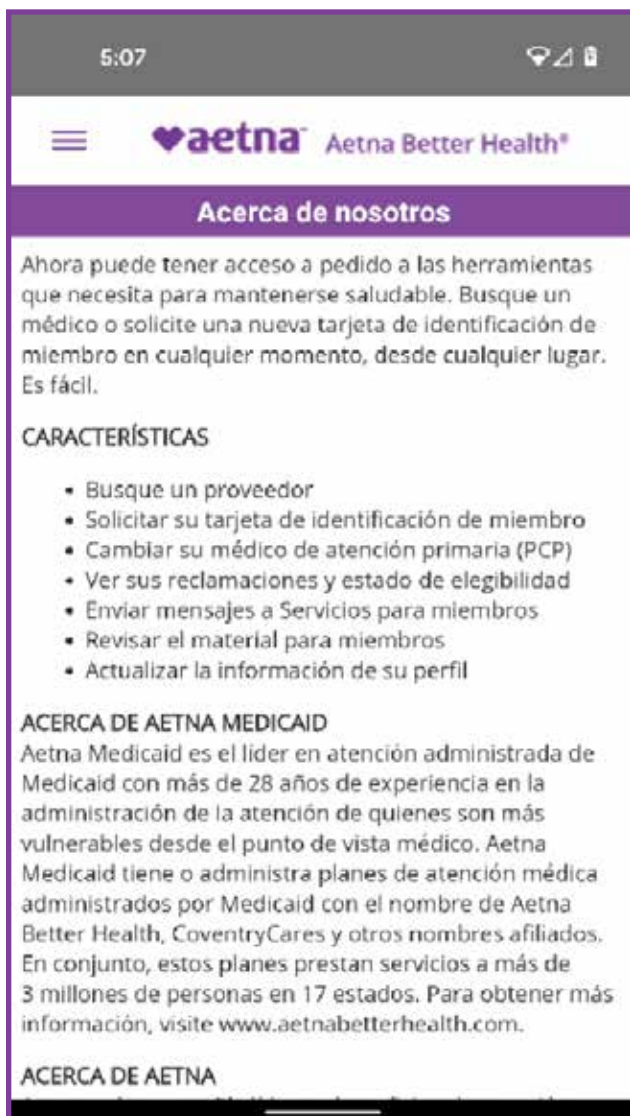 5:07
aetna™ Aetna Better Health®
Acerca de nosotros
Ahora puede tener acceso a pedido a las herramientas
que necesita para mantenerse saludable. Busque un
médico o solicite una nueva tarjeta de identificación de
miembro en cualquier momento, desde cualquier lugar.
Es fácil.
CARACTERÍSTICAS
• Busque un proveedor
• Solicitar su tarjeta de identificación de miembro
• Cambiar su médico de atención primaria (PCP)
• Ver sus reclamaciones y estado de elegibilidad
• Enviar mensajes a Servicios para miembros
• Revisar el material para miembros
• Actualizar la información de su perfil
ACERCA DE AETNA MEDICAID
Aetna Medicaid es el líder en atención administrada de
Medicaid con más de 28 años de experiencia en la
administración de la atención de quienes son más
vulnerables desde el punto de vista médico. Aetna
Medicaid tiene o administra planes de atención médica
administrados por Medicaid con el nombre de Aetna
Better Health, CoventryCares y otros nombres afiliados.
En conjunto, estos planes prestan servicios a más de
3 millones de personas en 17 estados. Para obtener más
información, visite www.aetnabetterhealth.com.
ACERCA DE AETNA